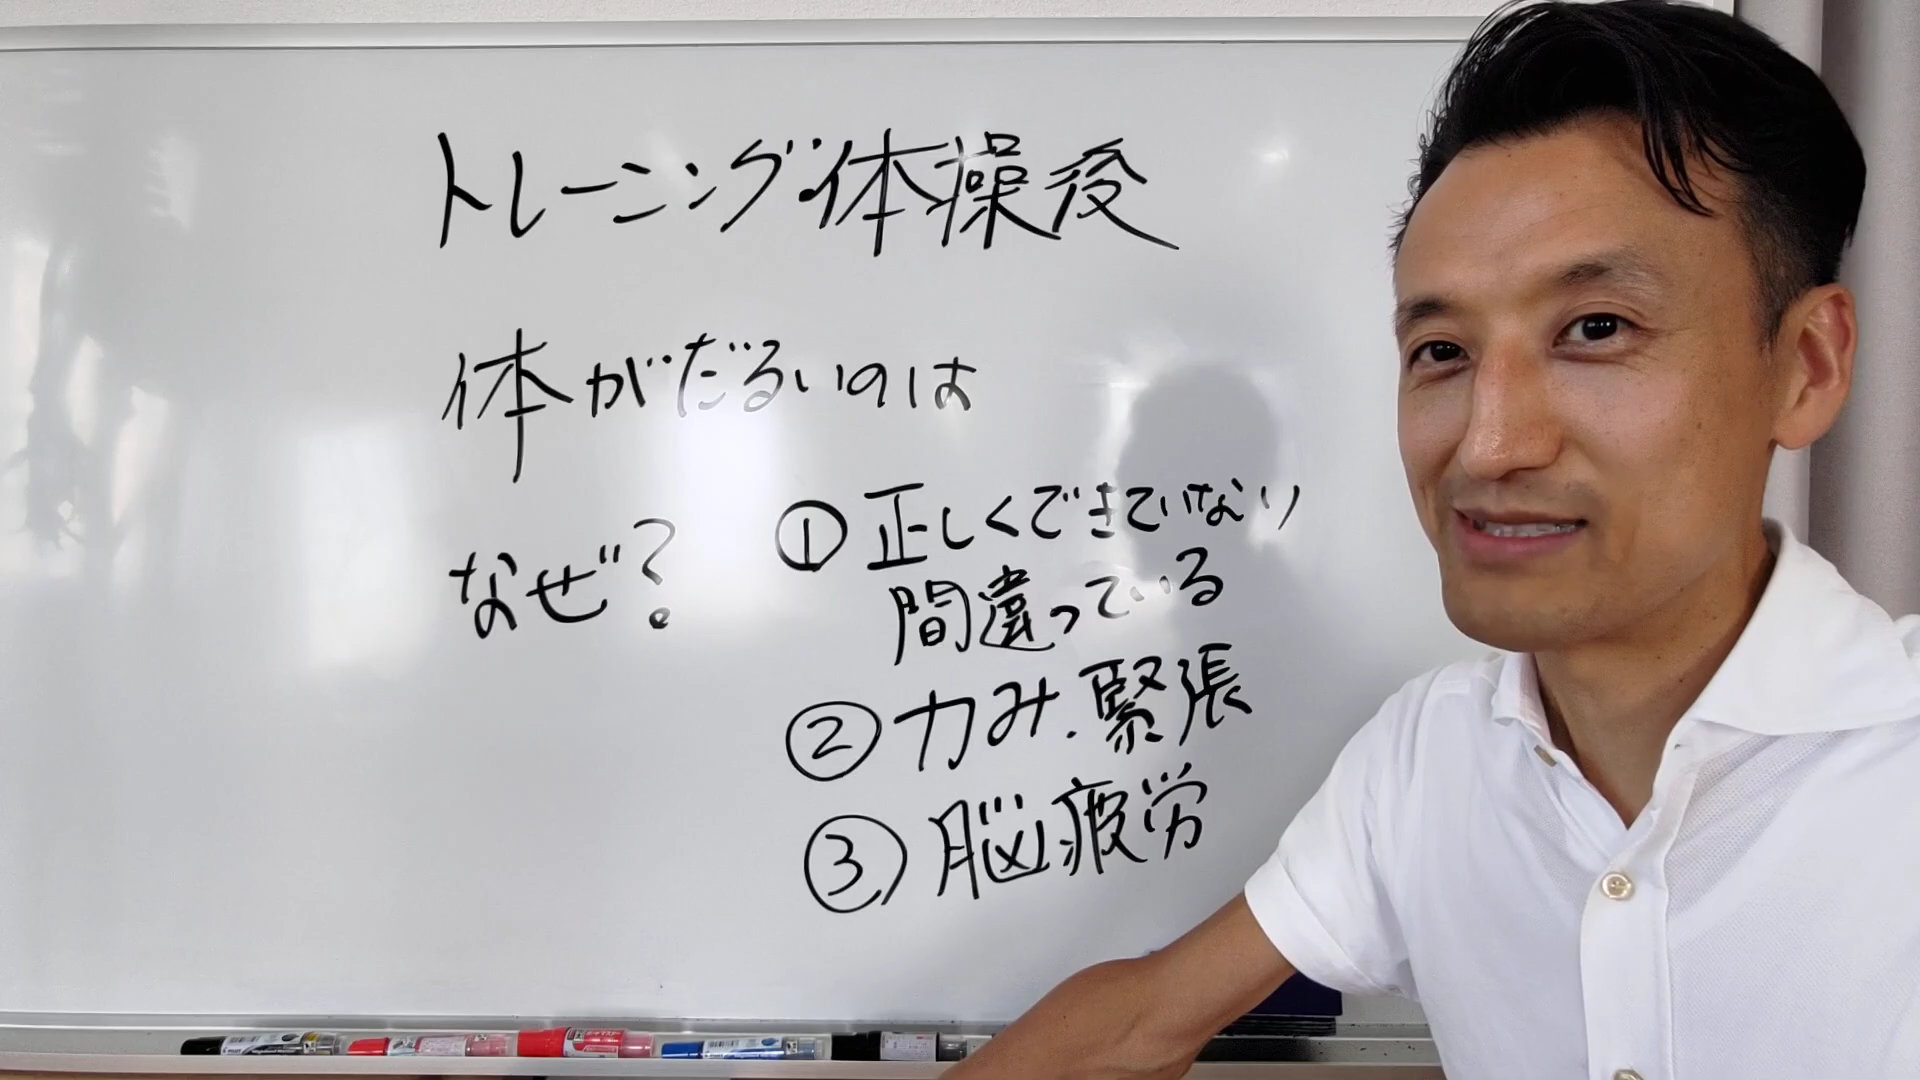 トレーニング・体操後
体がだるいのは
なぜ?
① 正しくできていない
間違っている
② 力み.緊張
③ 脳疲労